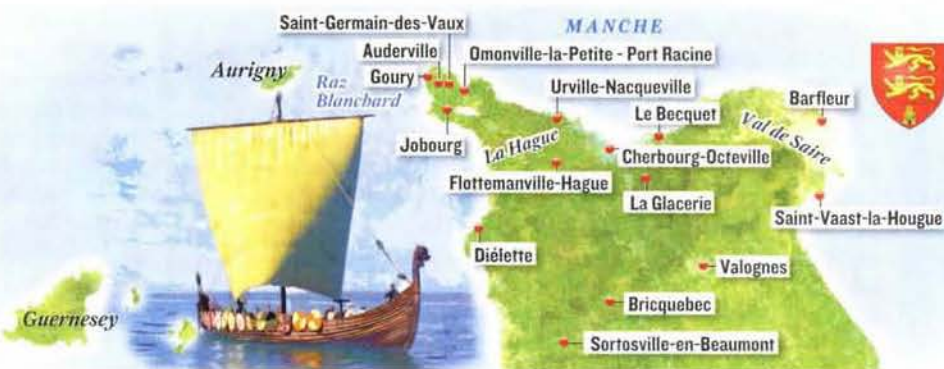 Saint-Germain-des-Vaux
MANCHE
Auderville
Omonville-la-Petite - Port Racine
Aurigny
Goury
Raz
Blanchard
Urville-Nacqueville
Barfleur
Le Becquet
Jobourg
La Hague
Val de Saire
Cherbourg-Octeville
Flottemanville-Hague
La Glacerie
Saint-Vaast-la-Hougue
Diélette
Valognes
Bricquebec
Guernesey
Sortosville-en-Beaumont